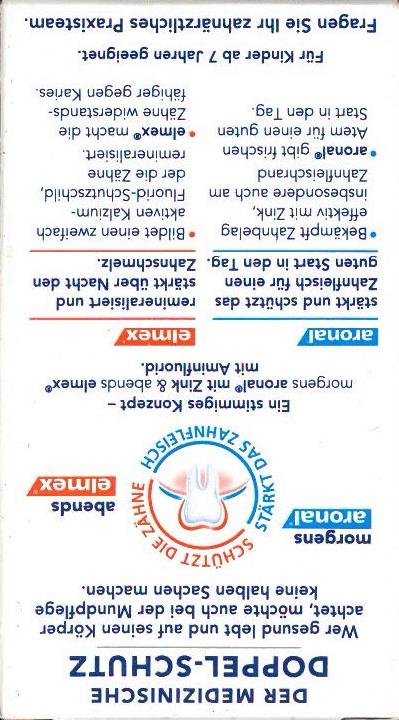 DER MEDIZINISCHE
DOPPEL-SCHUTZ
Wer gesund lebt und auf seinen Körper
achtet, möchte auch bei der Mundpflege
keine halben Sachen machen.
morgens
aronal®
SCHÜTZT DIE ZÄHNE
STÄRKT DAS ZAHNFLEISCH
abends
elmex®
Ein stimmiges Konzept –
morgens aronal® mit Zink & abends elmex®
mit Aminfluorid.
aronal®
stärkt und schützt das
Zahnfleisch für einen
guten Start in den Tag.
• Bekämpft Zahnbelag
effektiv mit Zink,
insbesondere auch am
Zahnfleischrand
• aronal® gibt frischen
Atem für einen guten
Start in den Tag.
elmex®
remineralisiert und
stärkt über Nacht den
Zahnschmelz.
• Bildet einen zweifach
aktiven Kalzium-
Fluorid-Schutzschild,
der die Zähne
remineralisiert.
• elmex® macht die
Zähne widerstands-
fähiger gegen Karies.
Für Kinder ab 7 Jahren geeignet.
Fragen Sie Ihr zahnärztliches Praxisteam.